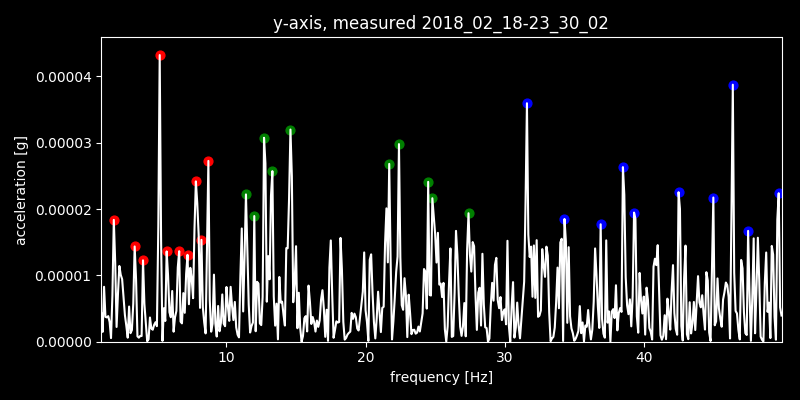 y-axis, measured 2018_02_18-23_30_02
0.00004
0.00003
0.00002
0.00001
0.00000
acceleration [g]
10 20 30 40
frequency [Hz]